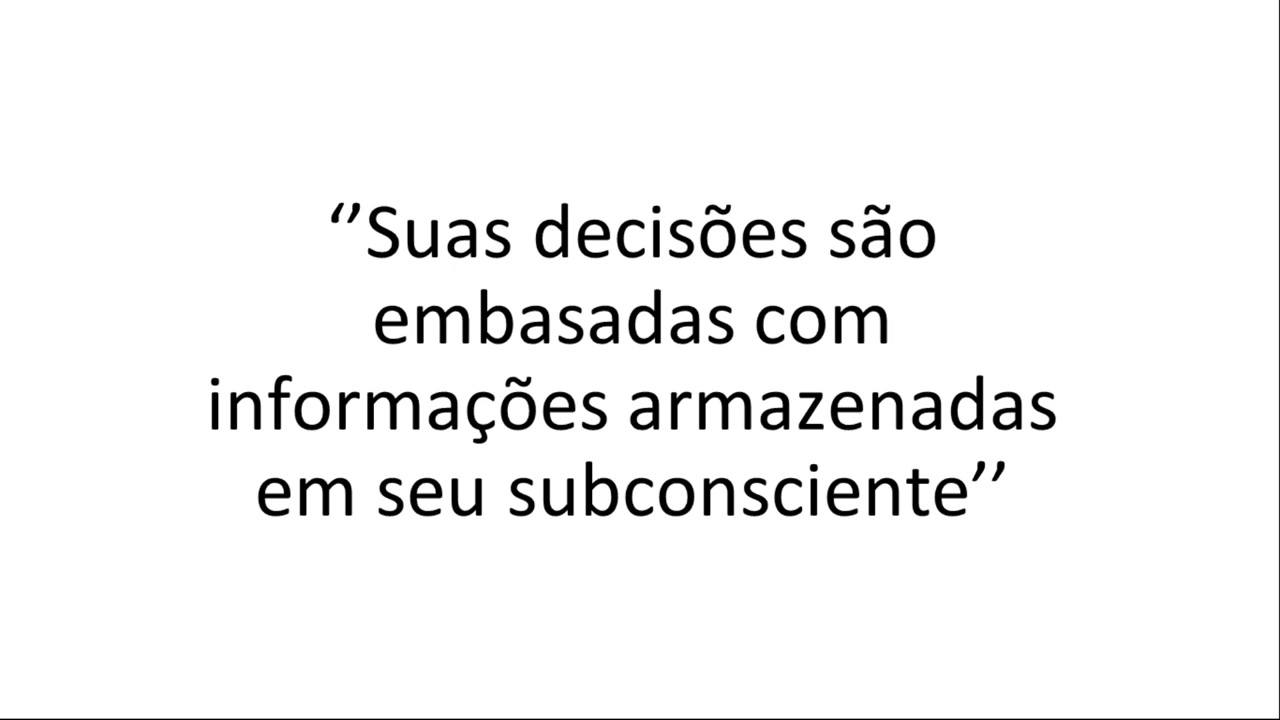 ‘’Suas decisões são
embasadas com
informações armazenadas
em seu subconsciente’’